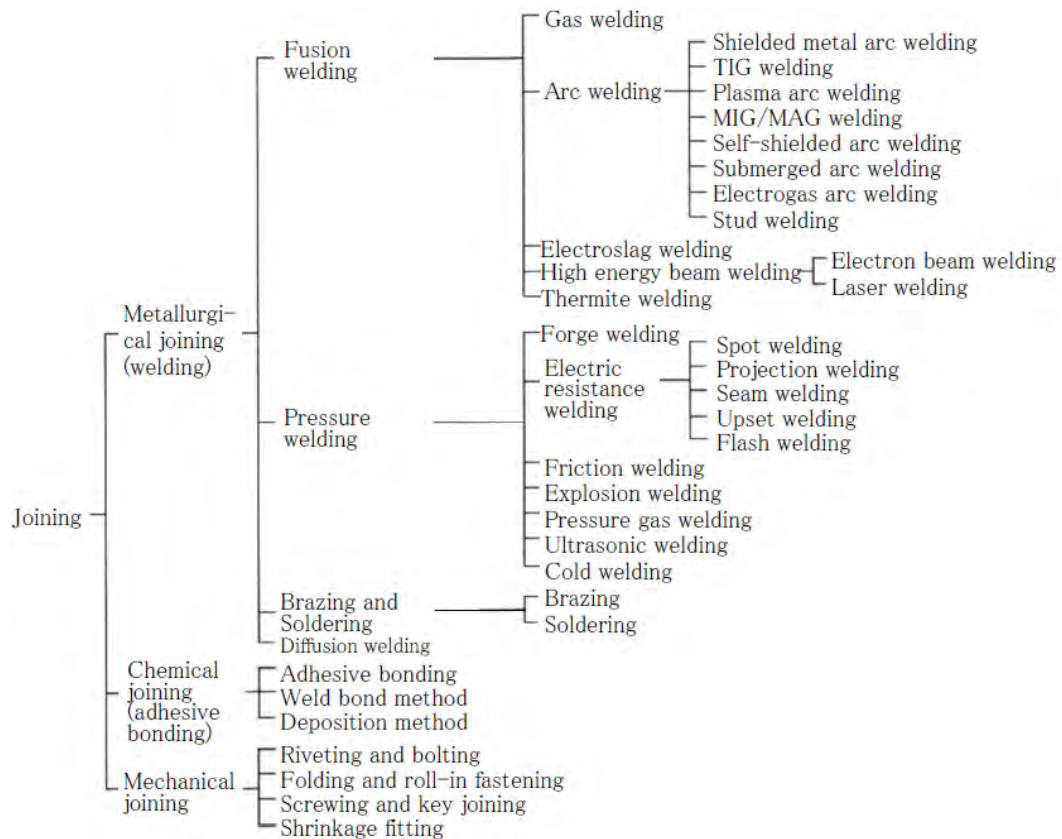 Gas welding
Fusion
welding
Shielded metal arc welding
TIG welding
Arc welding
Plasma arc welding
MIG/MAG welding
Self-shielded arc welding
Submerged arc welding
Electrogas arc welding
Stud welding
Electroslag welding
High energy beam welding
Electron beam welding
Laser welding
Thermite welding
Metallurgi-
cal joining
(welding)
Forge welding
Electric
resistance
welding
Spot welding
Projection welding
Seam welding
Upset welding
Flash welding
Pressure
welding
Friction welding
Explosion welding
Pressure gas welding
Ultrasonic welding
Cold welding
Joining
Brazing and
Soldering
Brazing
Soldering
Diffusion welding
Chemical
joining
(adhesive
bonding)
Adhesive bonding
Weld bond method
Deposition method
Mechanical
joining
Riveting and bolting
Folding and roll-in fastening
Screwing and key joining
Shrinkage fitting